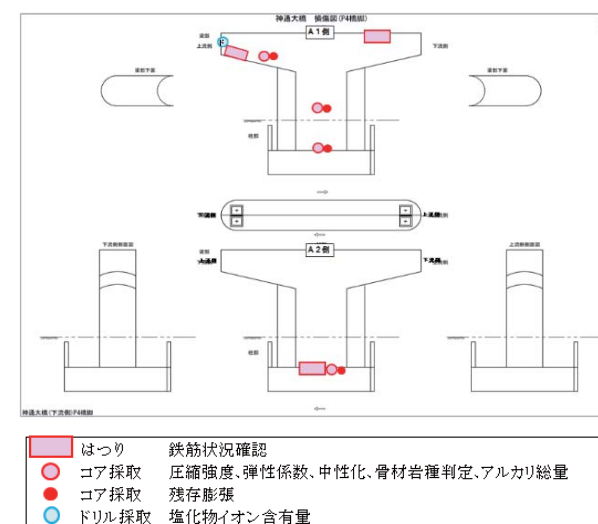 神通大橋 損傷図(P4橋脚)
A1側
梁部
上流側
下流側
梁部下面
梁部下面
柱部
下流側
上流側
下流側側面図
梁部
上流側
A2側
下流側
上流側側面図
柱部
神通大橋(下流側)P4橋脚
はつり 鉄筋状況確認
コア採取 圧縮強度、弾性係数、中性化、骨材岩種判定、アルカリ総量
コア採取 残存膨張
ドリル採取 塩化物イオン含有量